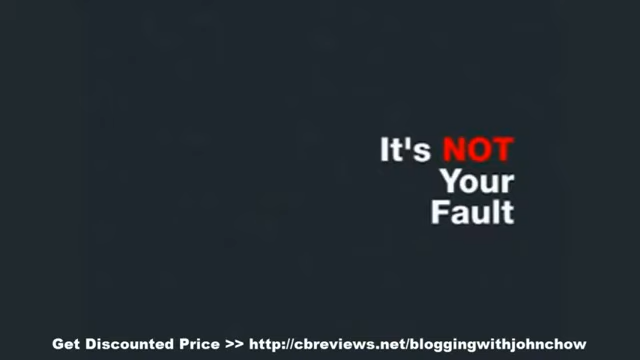 It's NOT
Your
Fault
Get Discounted Price >> http://cbreviews.net/bloggingwithjohnchow